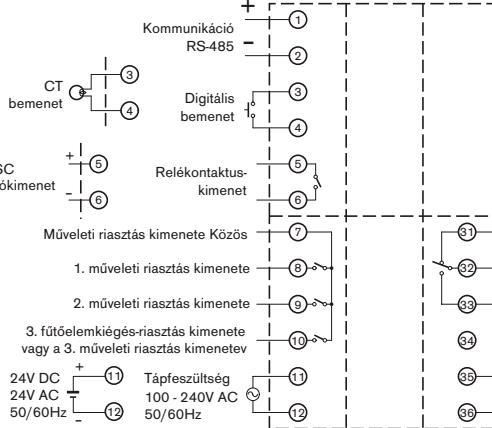 +
Kommunikáció
RS-485
−
1
2
3
CT
bemenet
4
Digitális
bemenet
3
4
+
SC
5
ókimenet
-
6
Relékontaktus-
kimenet
5
6
Műveleti riasztás kimenete Közös
7
31
1. műveleti riasztás kimenete
8
32
2. műveleti riasztás kimenete
9
33
3. fűtőelemkiégés-riasztás kimenete
vagy a 3. műveleti riasztás kimenetev
10
34
24V DC
24V AC
50/60Hz
+
-
11
12
Tápfeszültség
100 - 240V AC
50/60Hz
11
12
35
36